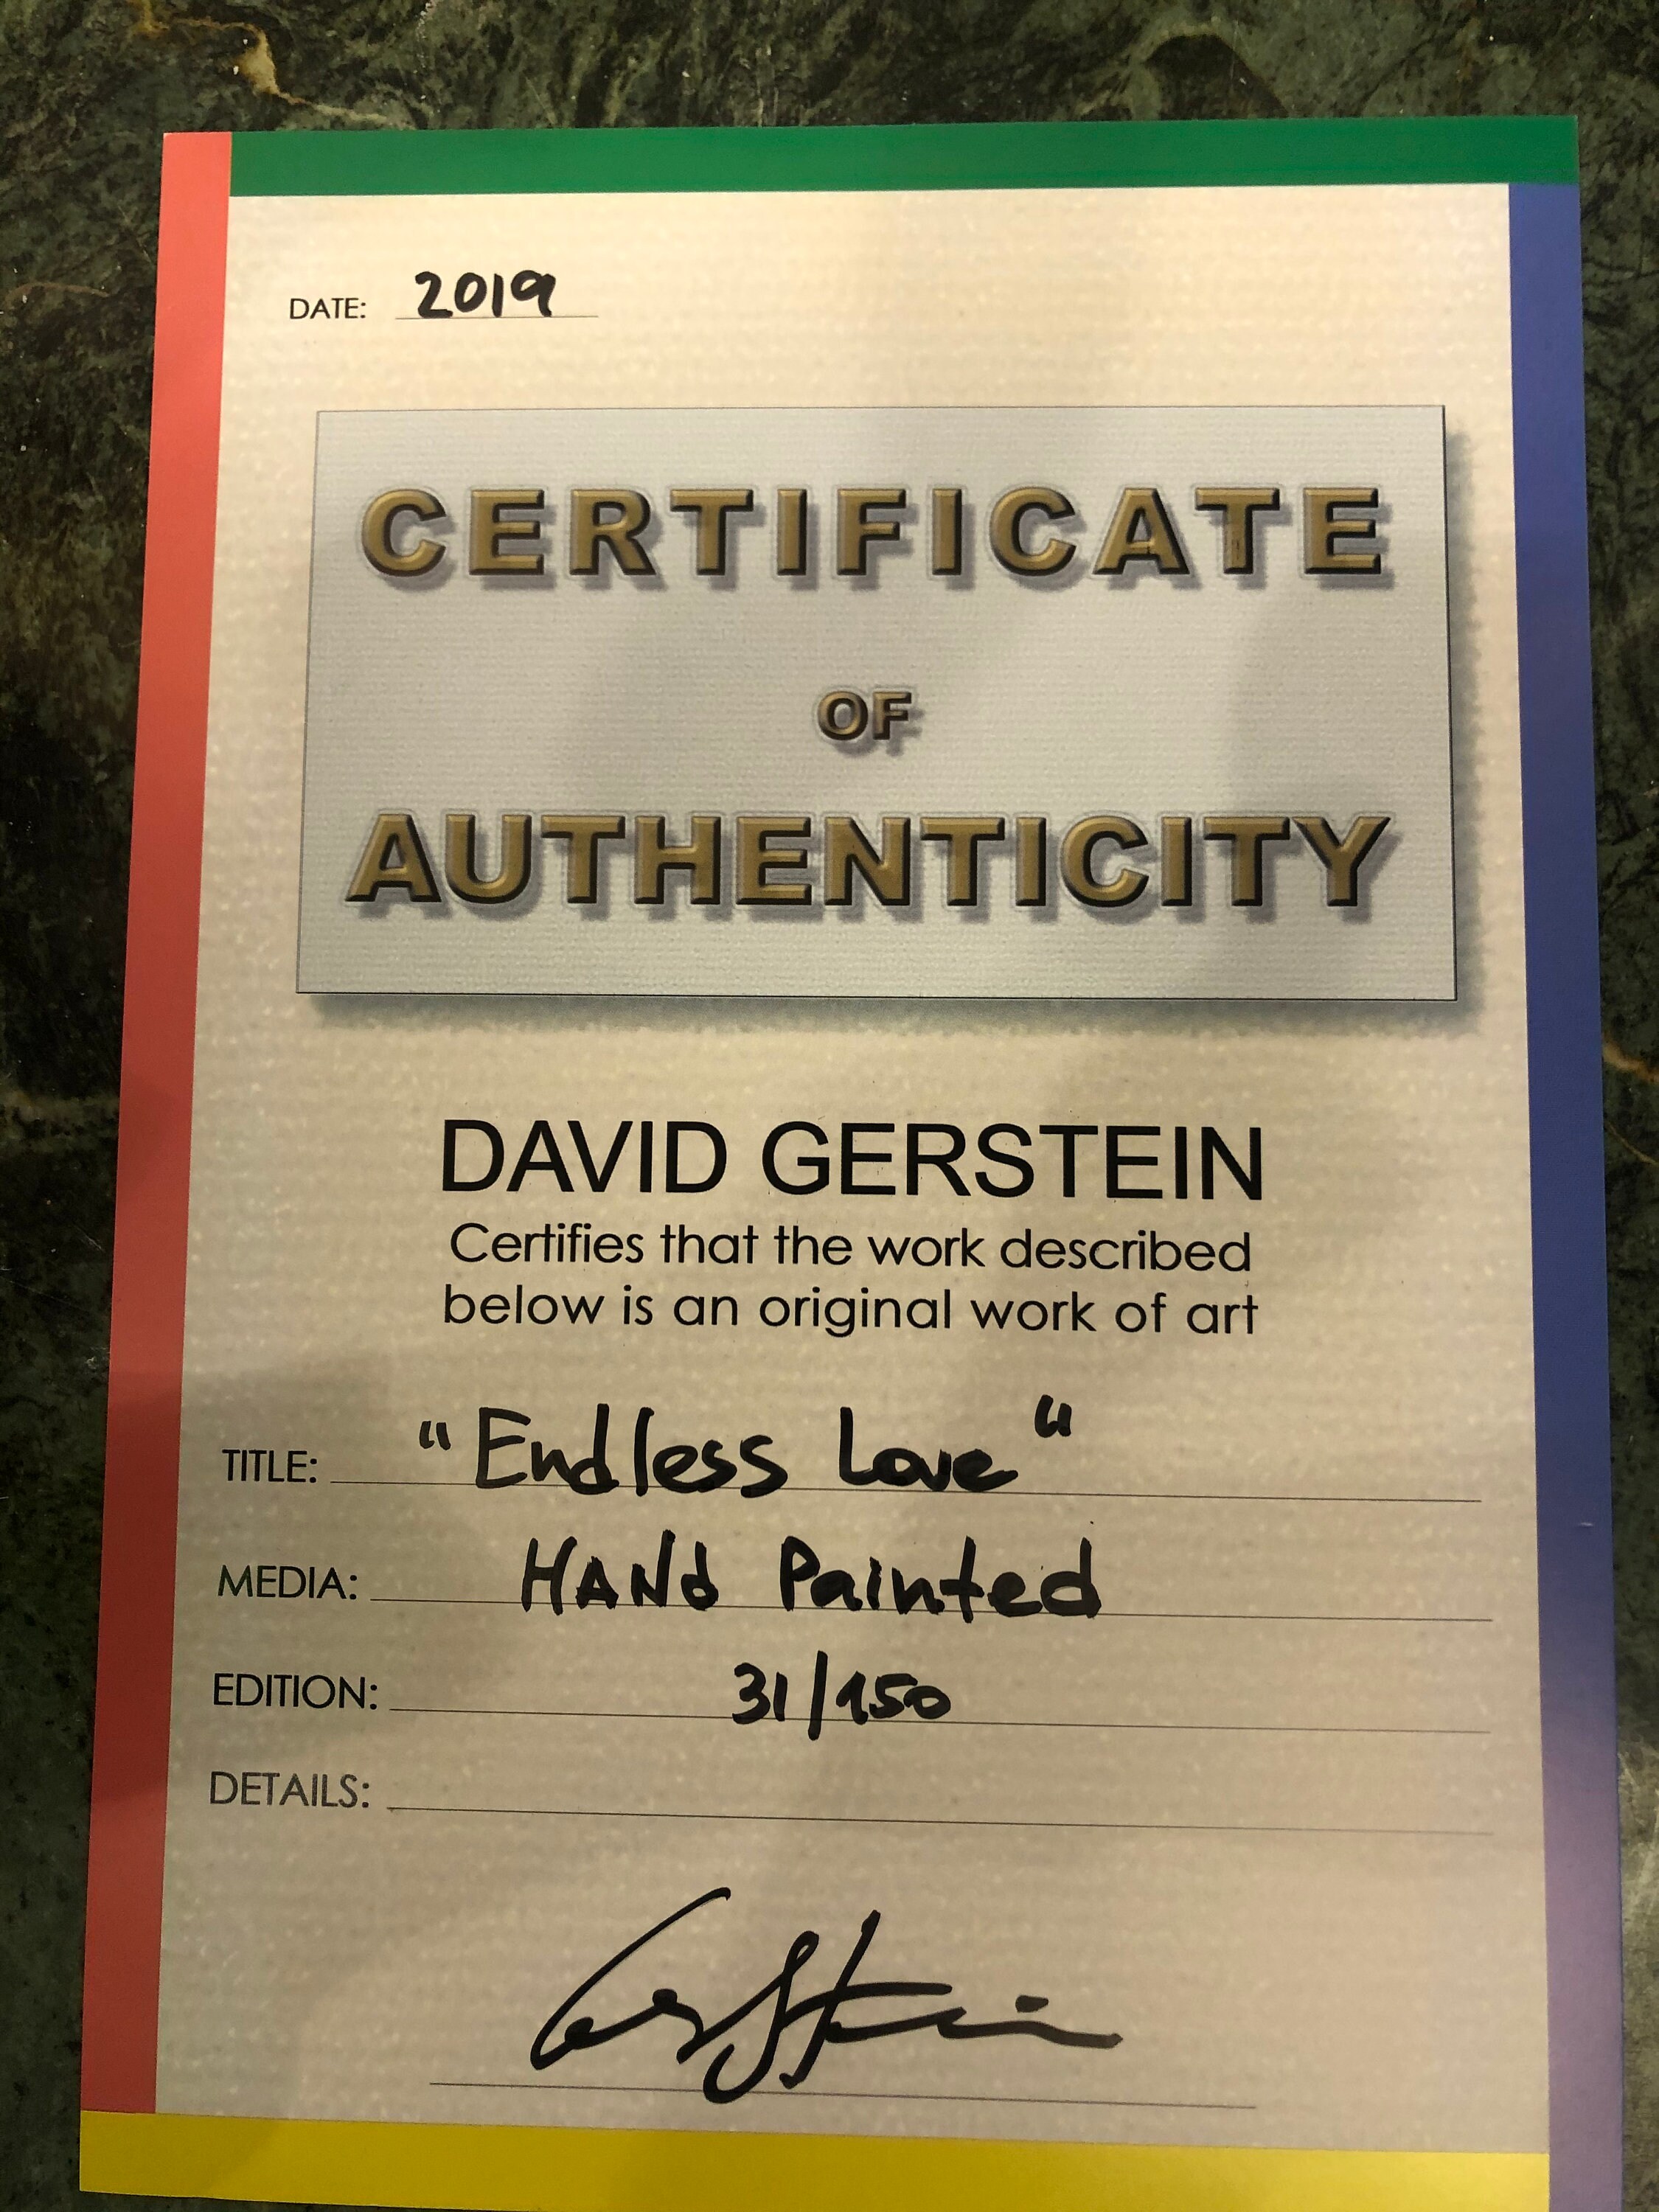 DATE: 2019
CERTIFICATE
OF
AUTHENTICITY
DAVID GERSTEIN
Certifies that the work described
below is an original work of art
TITLE: "Endless Love"
MEDIA: HANd Painted
EDITION: 31/150
DETAILS:
Gerstein